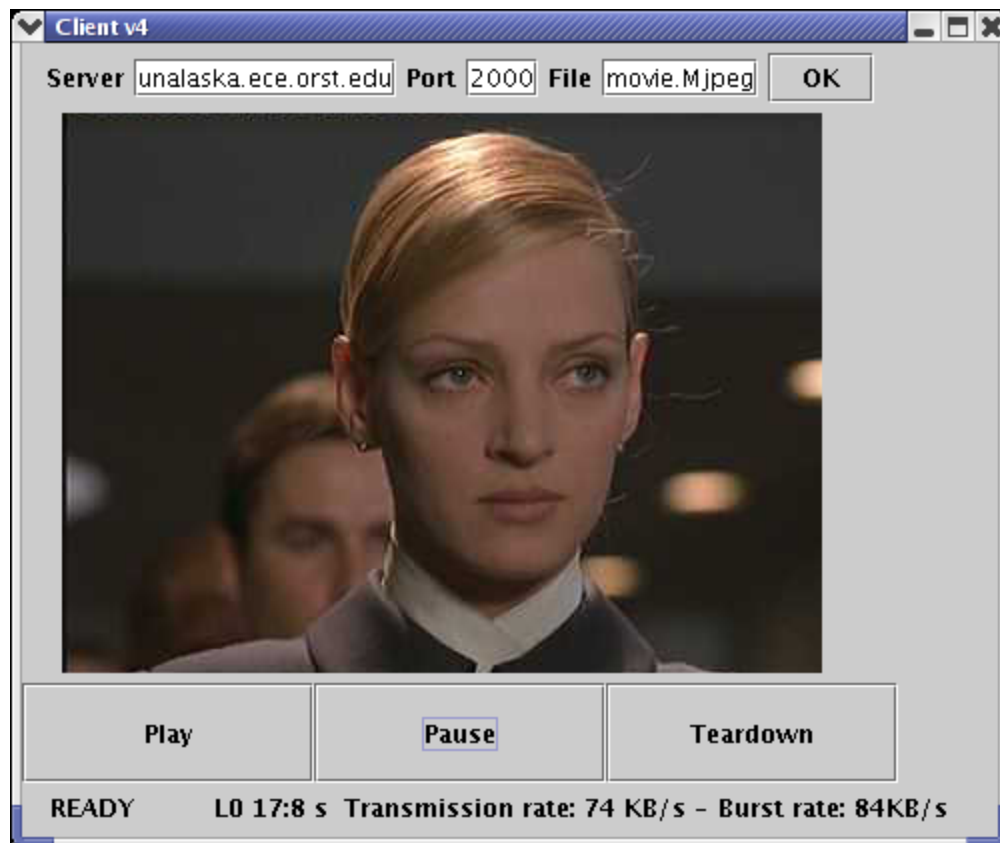 Client v4
Server unalaska.ece.orst.edu Port 2000 File movie.Mjpeg OK
Play Pause Teardown
READY L0 17:8 s Transmission rate: 74 KB/s - Burst rate: 84KB/s